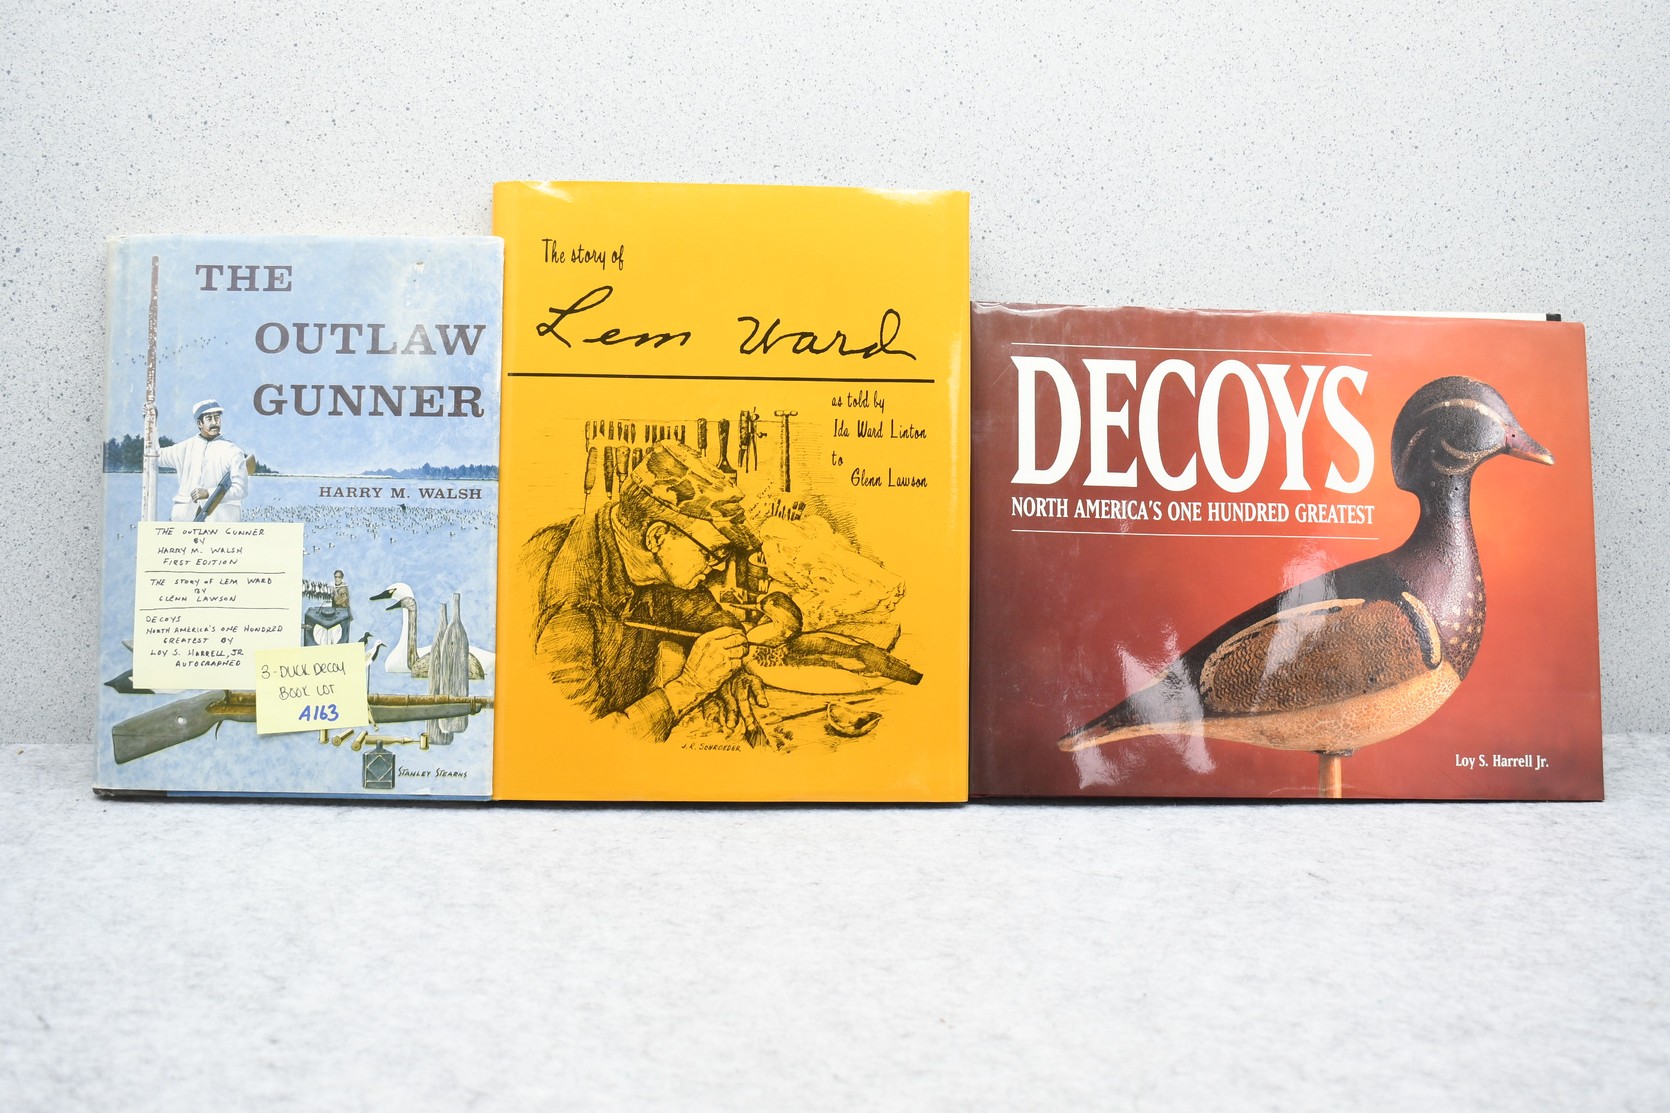 THE
OUTLAW
GUNNER
HARRY M. WALSH
THE OUTLAW GUNNER
BY
HARRY M. WALSH
FIRST EDITION
THE STORY OF LEM WARD
BY
GLENN LAWSON
DECOYS
NORTH AMERICA'S ONE HUNDRED
GREATEST BY
LOY S. HARRELL, JR
AUTOGRAPHED
3-DUCK DECOY
BOOK LOT
A163
STANLEY STEARNS
The story of
Lem Ward
as told by
Ida Ward Linton
to
Glenn Lawson
J.R. SCHROEDER
DECOYS
NORTH AMERICA'S ONE HUNDRED GREATEST
Loy S. Harrell Jr.